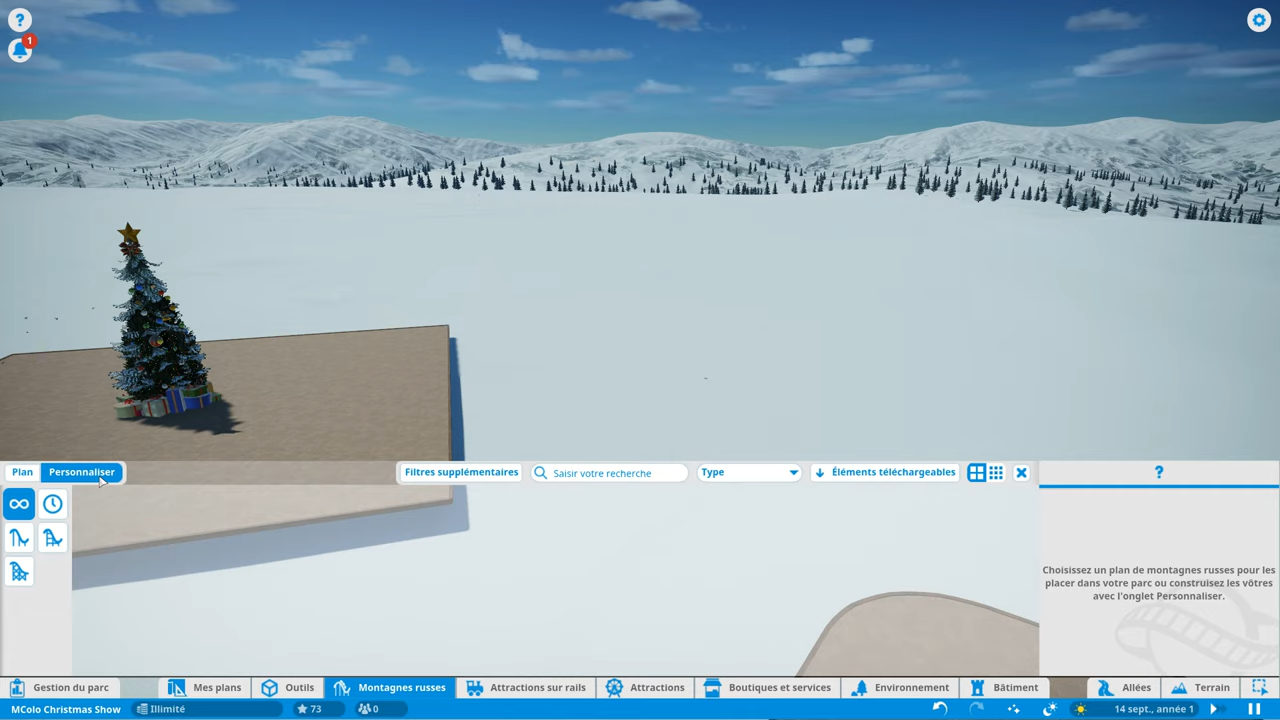 ?
1
Plan
Personnaliser
Filtres supplémentaires
Saisir votre recherche
Type
Éléments téléchargeables
?
Choisissez un plan de montagnes russes pour les
placer dans votre parc ou construisez les vôtres
avec l'onglet Personnaliser.
Gestion du parc
Mes plans
Outils
Montagnes russes
Attractions sur rails
Attractions
Boutiques et services
Environnement
Bâtiment
Allées
Terrain
MColo Christmas Show
Illimité
73
0
14 sept., année 1